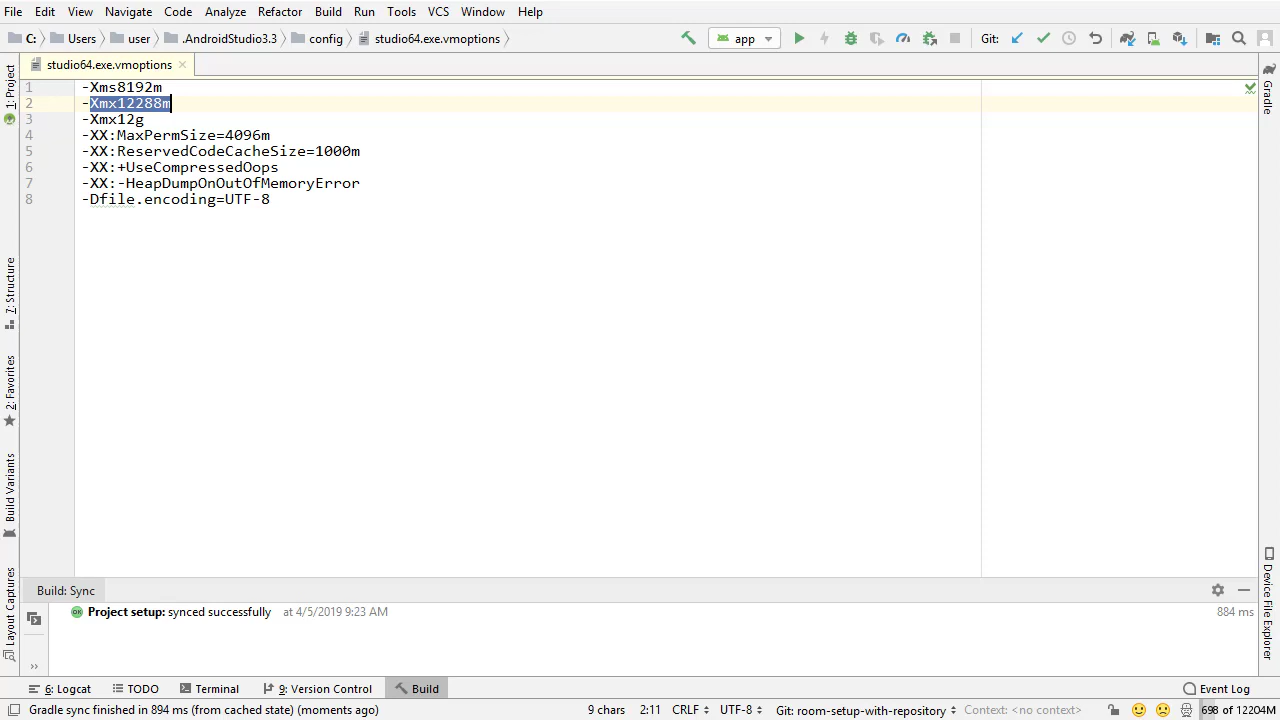 File Edit View Navigate Code Analyze Refactor Build Run Tools VCS Window Help
C: Users user .AndroidStudio3.3 config studio64.exe.vmoptions app Git:
studio64.exe.vmoptions
1 -Xms8192m
2 -Xmx12288m
3 -Xmx12g
4 -XX:MaxPermSize=4096m
5 -XX:ReservedCodeCacheSize=1000m
6 -XX:+UseCompressedOops
7 -XX:-HeapDumpOnOutOfMemoryError
8 -Dfile.encoding=UTF-8
1: Project
7: Structure
2: Favorites
Build Variants
Layout Captures
Gradle
Device File Explorer
Build: Sync
OK Project setup: synced successfully at 4/5/2019 9:23 AM 884 ms
6: Logcat TODO Terminal 9: Version Control Build Event Log
Gradle sync finished in 894 ms (from cached state) (moments ago) 9 chars 2:11 CRLF UTF-8 Git: room-setup-with-repository Context: <no context> 698 of 12204M